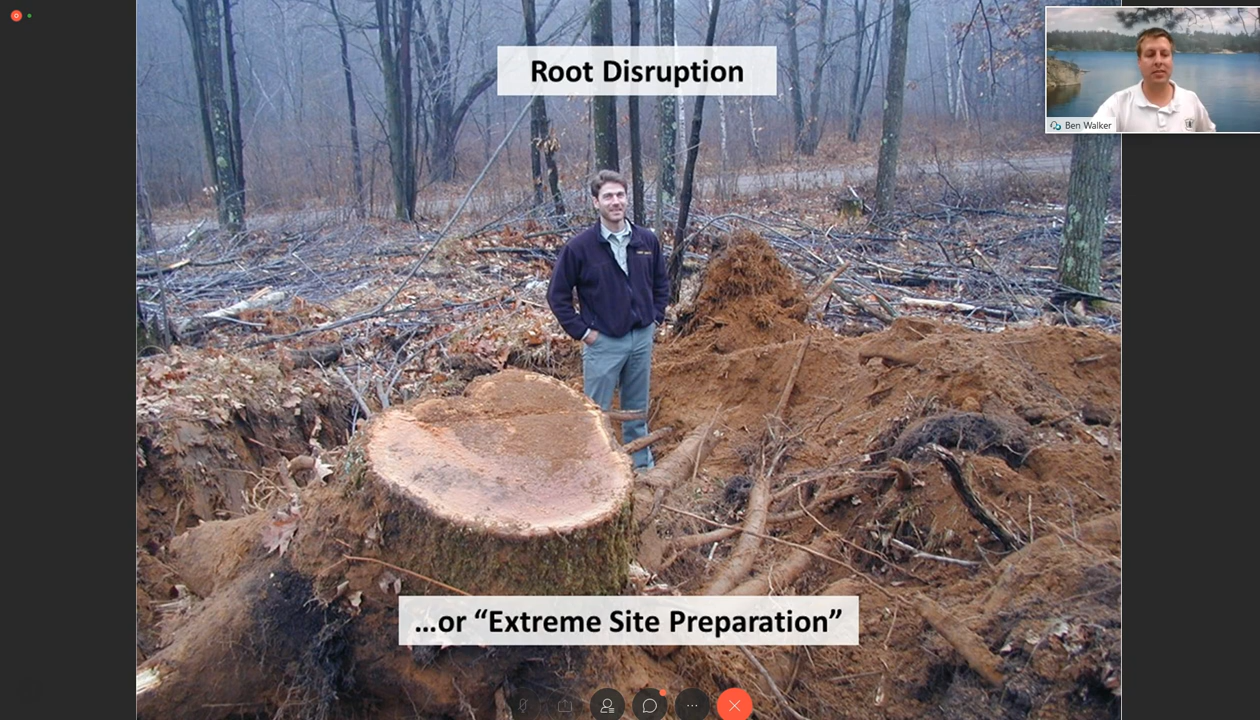 Root Disruption
Ben Walker
...or “Extreme Site Preparation”